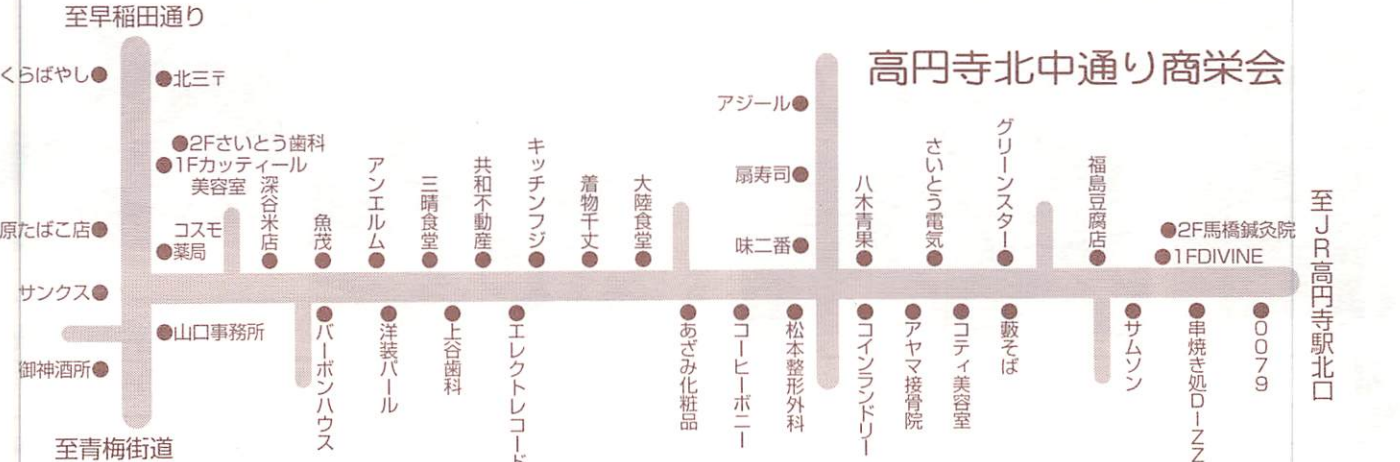 至早稲田通り
高円寺北中通り商栄会
くらばやし
北三〒
2Fさいとう歯科
1Fカッティール
美容室
原たばこ店
コスモ
薬局
サンクス
山口事務所
御神酒所
至青梅街道
深谷米店
魚茂
アンエルム
三晴食堂
共和不動産
キッチンフジ
着物千丈
大陸食堂
アジール
扇寿司
味二番
八木青果
さいとう電気
グリーンスター
福島豆腐店
2F馬橋鍼灸院
1FDIVINE
至JR高円寺駅北口
バーボンハウス
洋装パール
上谷歯科
エレクトレコード
あざみ化粧品
コーヒーボニー
松本整形外科
コインランドリー
アヤマ接骨院
コティ美容室
藪そば
サムソン
串焼き処DーZZ
0079